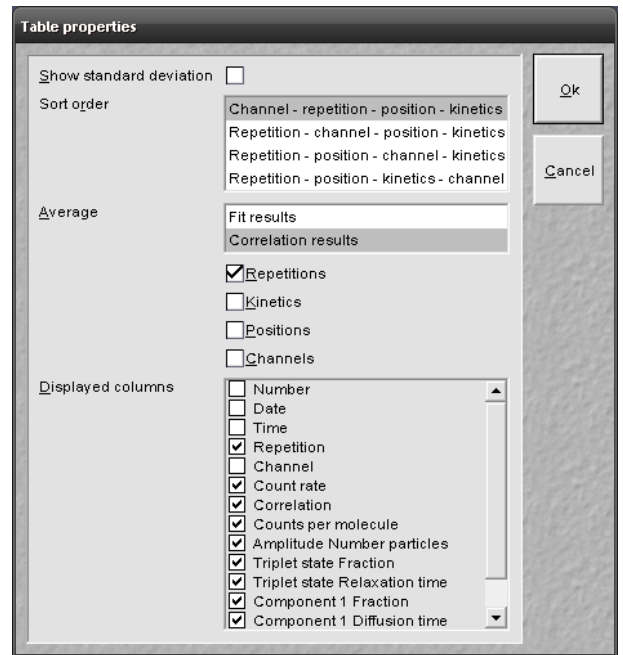 Table properties
Show standard deviation
Ok
Sort order
Channel - repetition - position - kinetics
Repetition - channel - position - kinetics
Repetition - position - channel - kinetics
Repetition - position - kinetics - channel
Cancel
Average
Fit results
Correlation results
Repetitions
Kinetics
Positions
Channels
Displayed columns
Number
Date
Time
Repetition
Channel
Count rate
Correlation
Counts per molecule
Amplitude Number particles
Triplet state Fraction
Triplet state Relaxation time
Component 1 Fraction
Component 1 Diffusion time